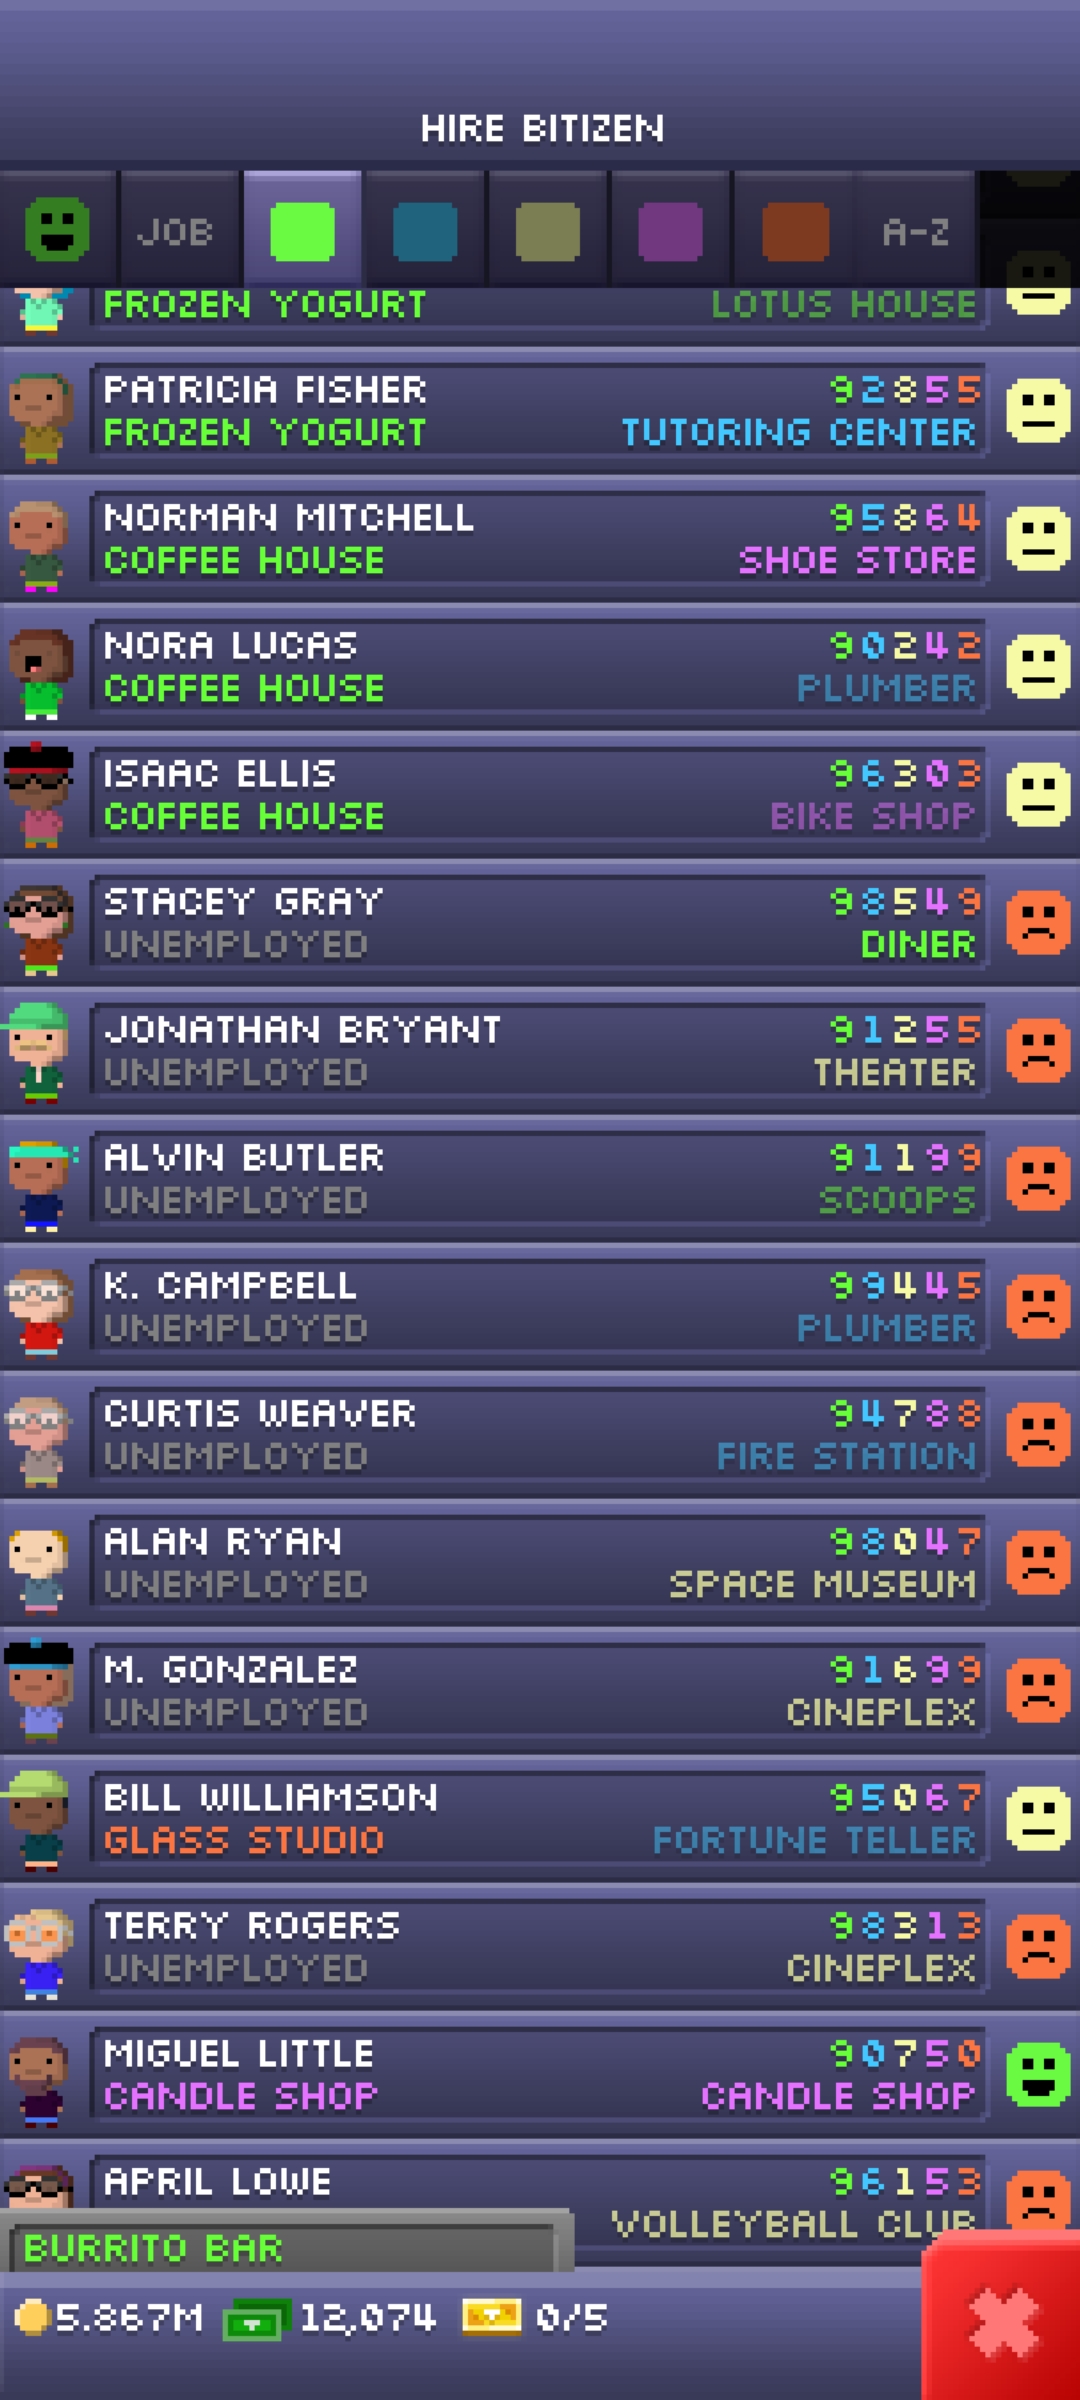 HIRE BITIZEN
JOB A-Z
FROZEN YOGURT LOTUS HOUSE
PATRICIA FISHER 92855
FROZEN YOGURT TUTORING CENTER
NORMAN MITCHELL 95864
COFFEE HOUSE SHOE STORE
NORA LUCAS 90242
COFFEE HOUSE PLUMBER
ISAAC ELLIS 96303
COFFEE HOUSE BIKE SHOP
STACEY GRAY 98549
UNEMPLOYED DINER
JONATHAN BRYANT 91255
UNEMPLOYED THEATER
ALVIN BUTLER 91199
UNEMPLOYED SCOOPS
K. CAMPBELL 99445
UNEMPLOYED PLUMBER
CURTIS WEAVER 94788
UNEMPLOYED FIRE STATION
ALAN RYAN 98047
UNEMPLOYED SPACE MUSEUM
M. GONZALEZ 91699
UNEMPLOYED CINEPLEX
BILL WILLIAMSON 95067
GLASS STUDIO FORTUNE TELLER
TERRY ROGERS 98313
UNEMPLOYED CINEPLEX
MIGUEL LITTLE 90750
CANDLE SHOP CANDLE SHOP
APRIL LOWE 96153
VOLLEYBALL CLUB
BURRITO BAR
5.867M 12,074 0/5